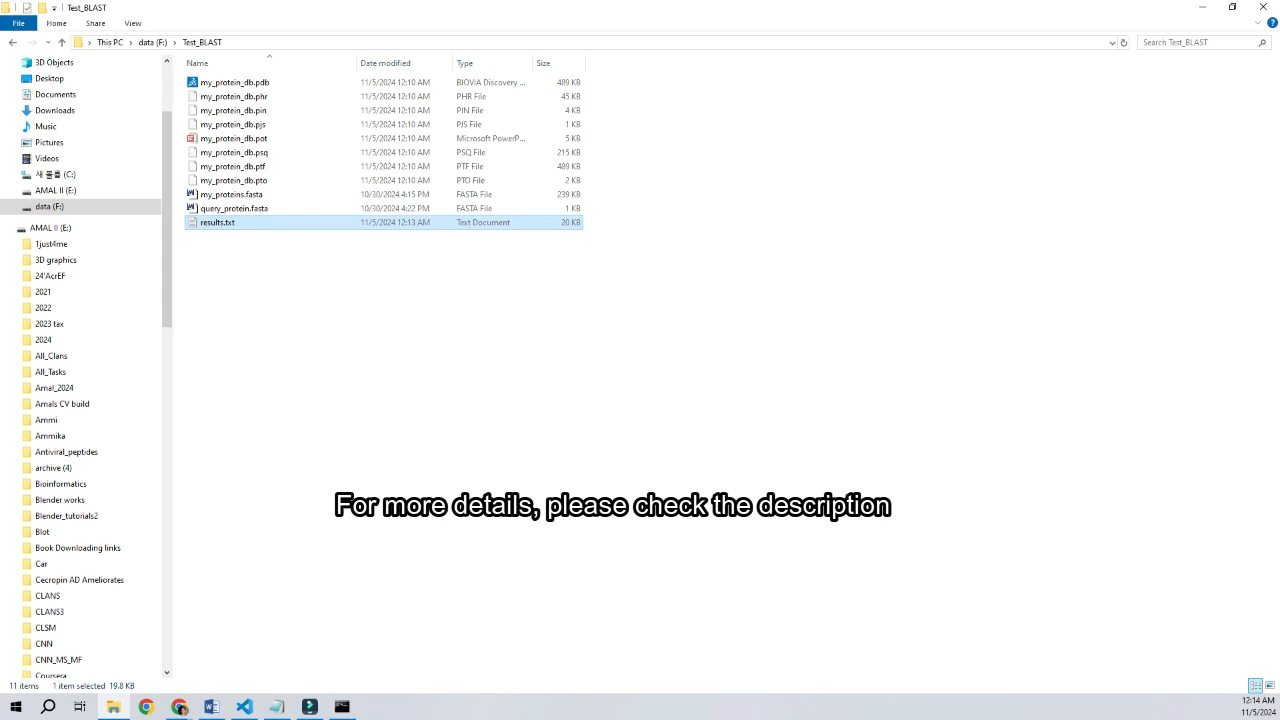 Test_BLAST
File Home Share View
This PC > data (F:) > Test_BLAST
Search Test_BLAST
Name Date modified Type Size
3D Objects
Desktop
Documents
Downloads
Music
Pictures
Videos
새 볼륨 (C:)
AMAL II (E:)
data (F:)
AMAL II (E:)
1just4me
3D graphics
24'AcrEF
2021
2022
2023 tax
2024
All_Clans
All_Tasks
Amal_2024
Amals CV build
Ammi
Ammika
Antiviral_peptides
archive (4)
Bioinformatics
Blender works
Blender_tutorials2
Blot
Book Downloading links
Car
Cecropin AD Ameliorates
CLANS
CLANS3
CLSM
CNN
CNN_MS_MF
Coursera
my_protein_db.pdb 11/5/2024 12:10 AM BIOVIA Discovery ... 489 KB
my_protein_db.phr 11/5/2024 12:10 AM PHR File 45 KB
my_protein_db.pin 11/5/2024 12:10 AM PIN File 4 KB
my_protein_db.pjs 11/5/2024 12:10 AM PJS File 1 KB
my_protein_db.pot 11/5/2024 12:10 AM Microsoft PowerP... 5 KB
my_protein_db.psq 11/5/2024 12:10 AM PSQ File 215 KB
my_protein_db.ptf 11/5/2024 12:10 AM PTF File 489 KB
my_protein_db.pto 11/5/2024 12:10 AM PTO File 2 KB
my_proteins.fasta 10/30/2024 4:15 PM FASTA File 239 KB
query_protein.fasta 10/30/2024 4:22 PM FASTA File 1 KB
results.txt 11/5/2024 12:13 AM Text Document 20 KB
For more details, please check the description
11 items 1 item selected 19.8 KB
12:14 AM
11/5/2024